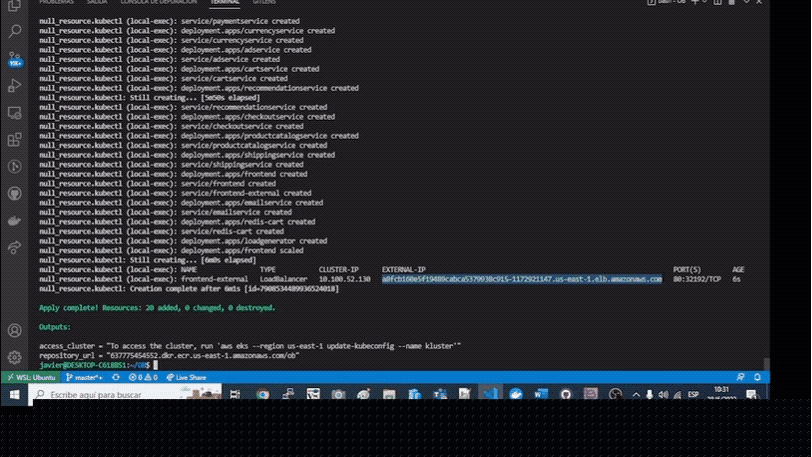 PROBLEMAS SALIDA CONSOLA DE DEPURACIÓN TERMINAL GITLENS
null_resource.kubectl (local-exec): service/paymentservice created
null_resource.kubectl (local-exec): deployment.apps/currencyservice created
null_resource.kubectl (local-exec): service/currencyservice created
null_resource.kubectl (local-exec): deployment.apps/adservice created
null_resource.kubectl (local-exec): service/adservice created
null_resource.kubectl (local-exec): deployment.apps/cartservice created
null_resource.kubectl (local-exec): service/cartservice created
null_resource.kubectl (local-exec): deployment.apps/recommendationservice created
null_resource.kubectl: Still creating... [5m50s elapsed]
null_resource.kubectl (local-exec): service/recommendationservice created
null_resource.kubectl (local-exec): deployment.apps/checkoutservice created
null_resource.kubectl (local-exec): service/checkoutservice created
null_resource.kubectl (local-exec): deployment.apps/productcatalogservice created
null_resource.kubectl (local-exec): service/productcatalogservice created
null_resource.kubectl (local-exec): deployment.apps/shippingservice created
null_resource.kubectl (local-exec): service/shippingservice created
null_resource.kubectl (local-exec): deployment.apps/frontend created
null_resource.kubectl (local-exec): service/frontend created
null_resource.kubectl (local-exec): service/frontend-external created
null_resource.kubectl (local-exec): deployment.apps/emailservice created
null_resource.kubectl (local-exec): service/emailservice created
null_resource.kubectl (local-exec): deployment.apps/redis-cart created
null_resource.kubectl (local-exec): service/redis-cart created
null_resource.kubectl (local-exec): deployment.apps/loadgenerator created
null_resource.kubectl (local-exec): deployment.apps/frontend scaled
null_resource.kubectl: Still creating... [6m0s elapsed]
null_resource.kubectl (local-exec): NAME TYPE CLUSTER-IP EXTERNAL-IP PORT(S) AGE
null_resource.kubectl (local-exec): frontend-external LoadBalancer 10.100.52.130 a0fcb160e5f19489cabca5379930c915-1172921147.us-east-1.elb.amazonaws.com 80:32192/TCP 6s
null_resource.kubectl: Creation complete after 6m1s [id=7908534489936524018]
Apply complete! Resources: 20 added, 0 changed, 0 destroyed.
Outputs:
access_cluster = "To access the cluster, run 'aws eks --region us-east-1 update-kubeconfig --name kluster'"
repository_url = "637775454552.dkr.ecr.us-east-1.amazonaws.com/ob"
javier@DESKTOP-C618BS1:~/OB$
WSL: Ubuntu master*+ 0 0 Live Share
Escribe aquí para buscar
ESP
10:31